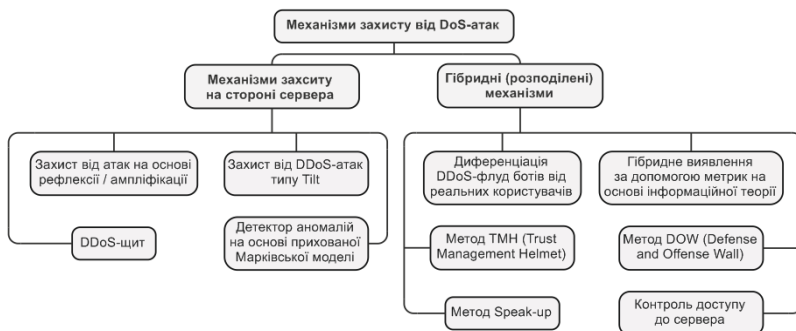 Механізми захисту від DoS-атак
Механізми захситу
на стороні сервера
Гібридні (розподілені)
механізми
Захист від атак на основі
рефлексії / ампліфікації
Захист від DDoS-атак
типу Tilt
Диференціація
DDoS-флуд ботів від
реальних користувачів
Гібридне виявлення
за допомогою метрик на
основі інформаційної теорії
DDoS-щит
Детектор аномалій
на основі прихованої
Марківської моделі
Метод TMH (Trust
Management Helmet)
Метод DOW (Defense
and Offense Wall)
Метод Speak-up
Контроль доступу
до сервера